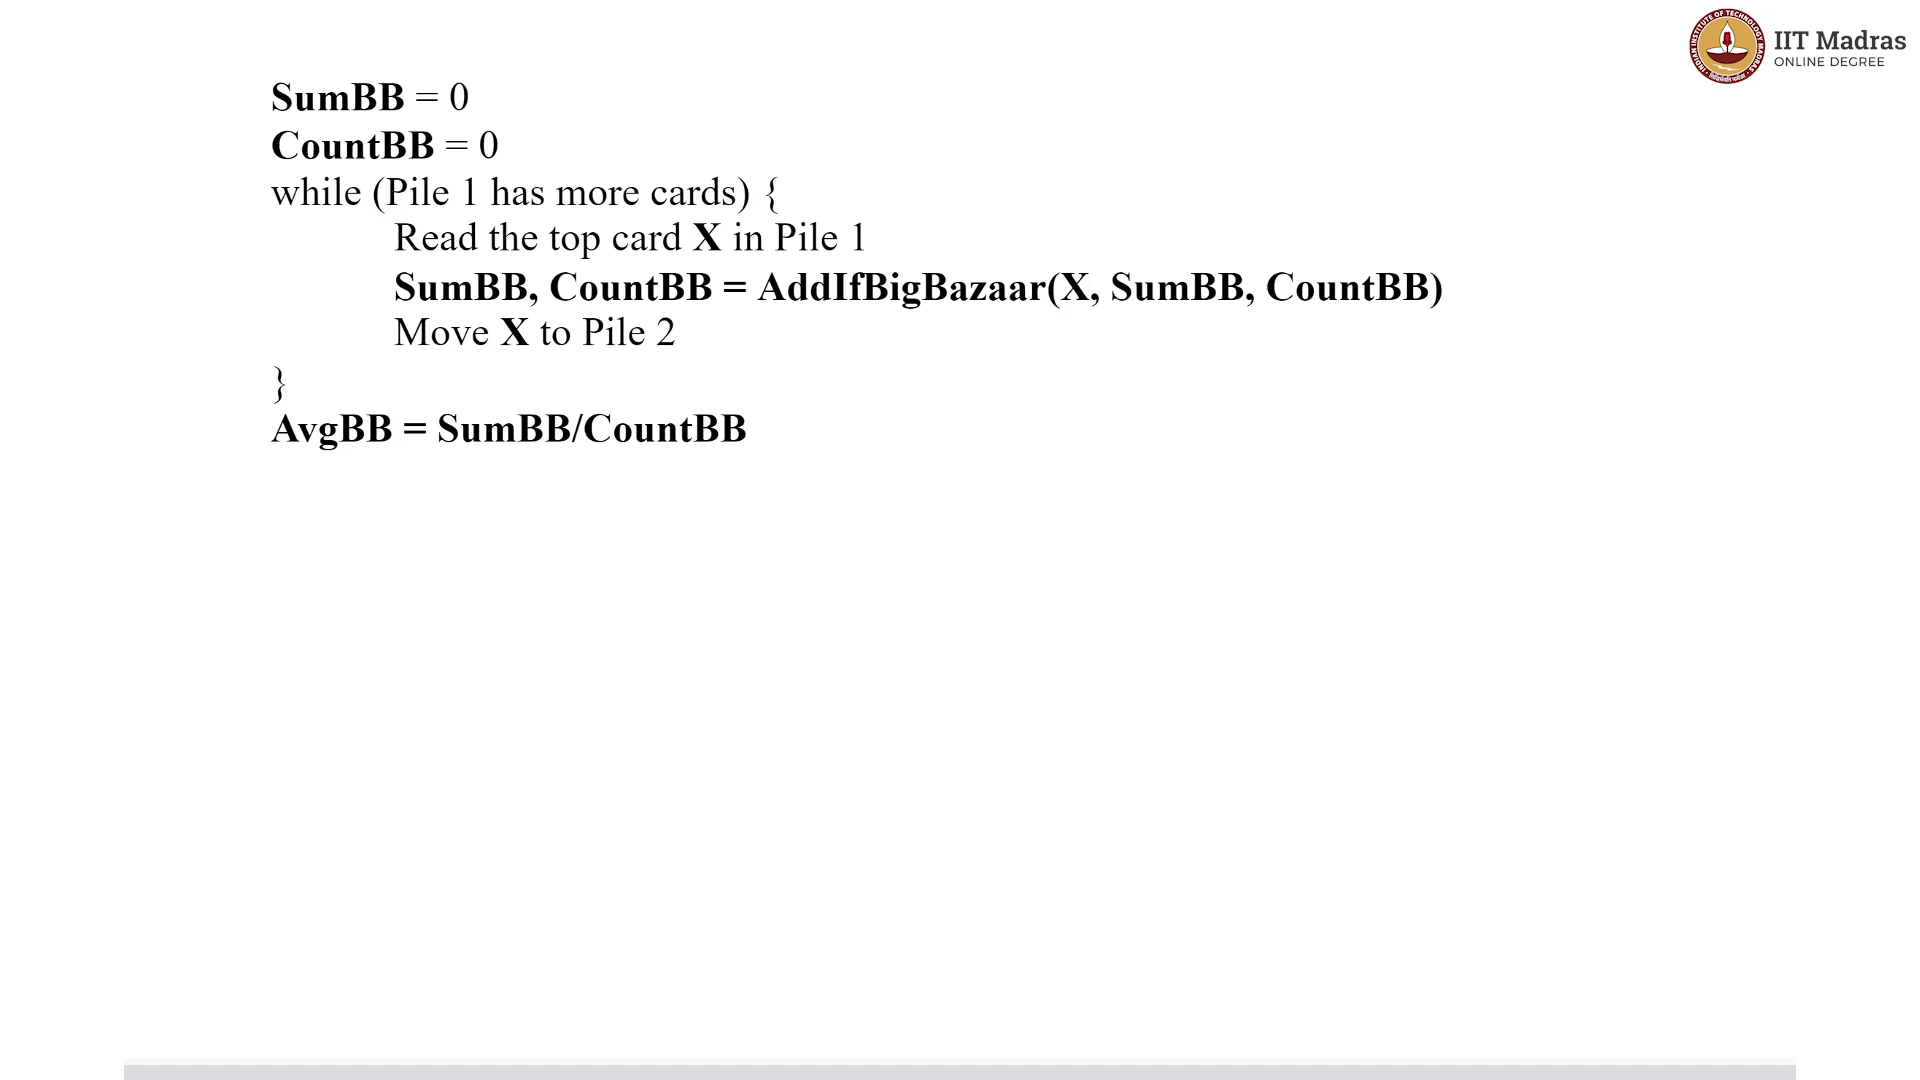 IIT Madras
ONLINE DEGREE
SumBB = 0
CountBB = 0
while (Pile 1 has more cards) {
Read the top card X in Pile 1
SumBB, CountBB = AddIfBigBazaar(X, SumBB, CountBB)
Move X to Pile 2
}
AvgBB = SumBB/CountBB